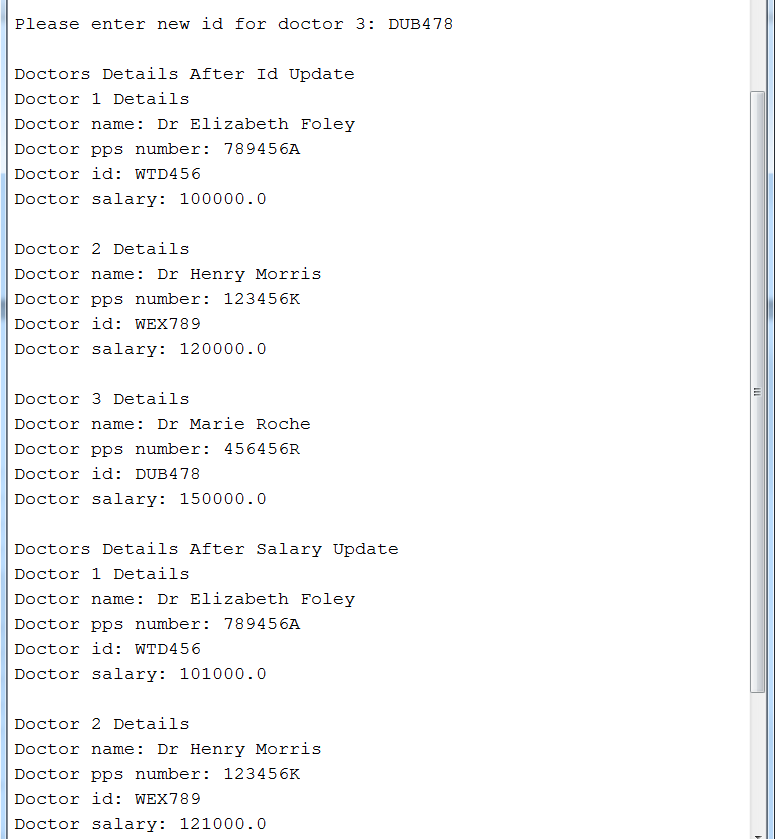 Please enter new id for doctor 3: DUB478
Doctors Details After Id Update
Doctor 1 Details
Doctor name: Dr Elizabeth Foley
Doctor pps number: 789456A
Doctor id: WTD456
Doctor salary: 100000.0
Doctor 2 Details
Doctor name: Dr Henry Morris
Doctor pps number: 123456K
Doctor id: WEX789
Doctor salary: 120000.0
Doctor 3 Details
Doctor name: Dr Marie Roche
Doctor pps number: 456456R
Doctor id: DUB478
Doctor salary: 150000.0
Doctors Details After Salary Update
Doctor 1 Details
Doctor name: Dr Elizabeth Foley
Doctor pps number: 789456A
Doctor id: WTD456
Doctor salary: 101000.0
Doctor 2 Details
Doctor name: Dr Henry Morris
Doctor pps number: 123456K
Doctor id: WEX789
Doctor salary: 121000.0